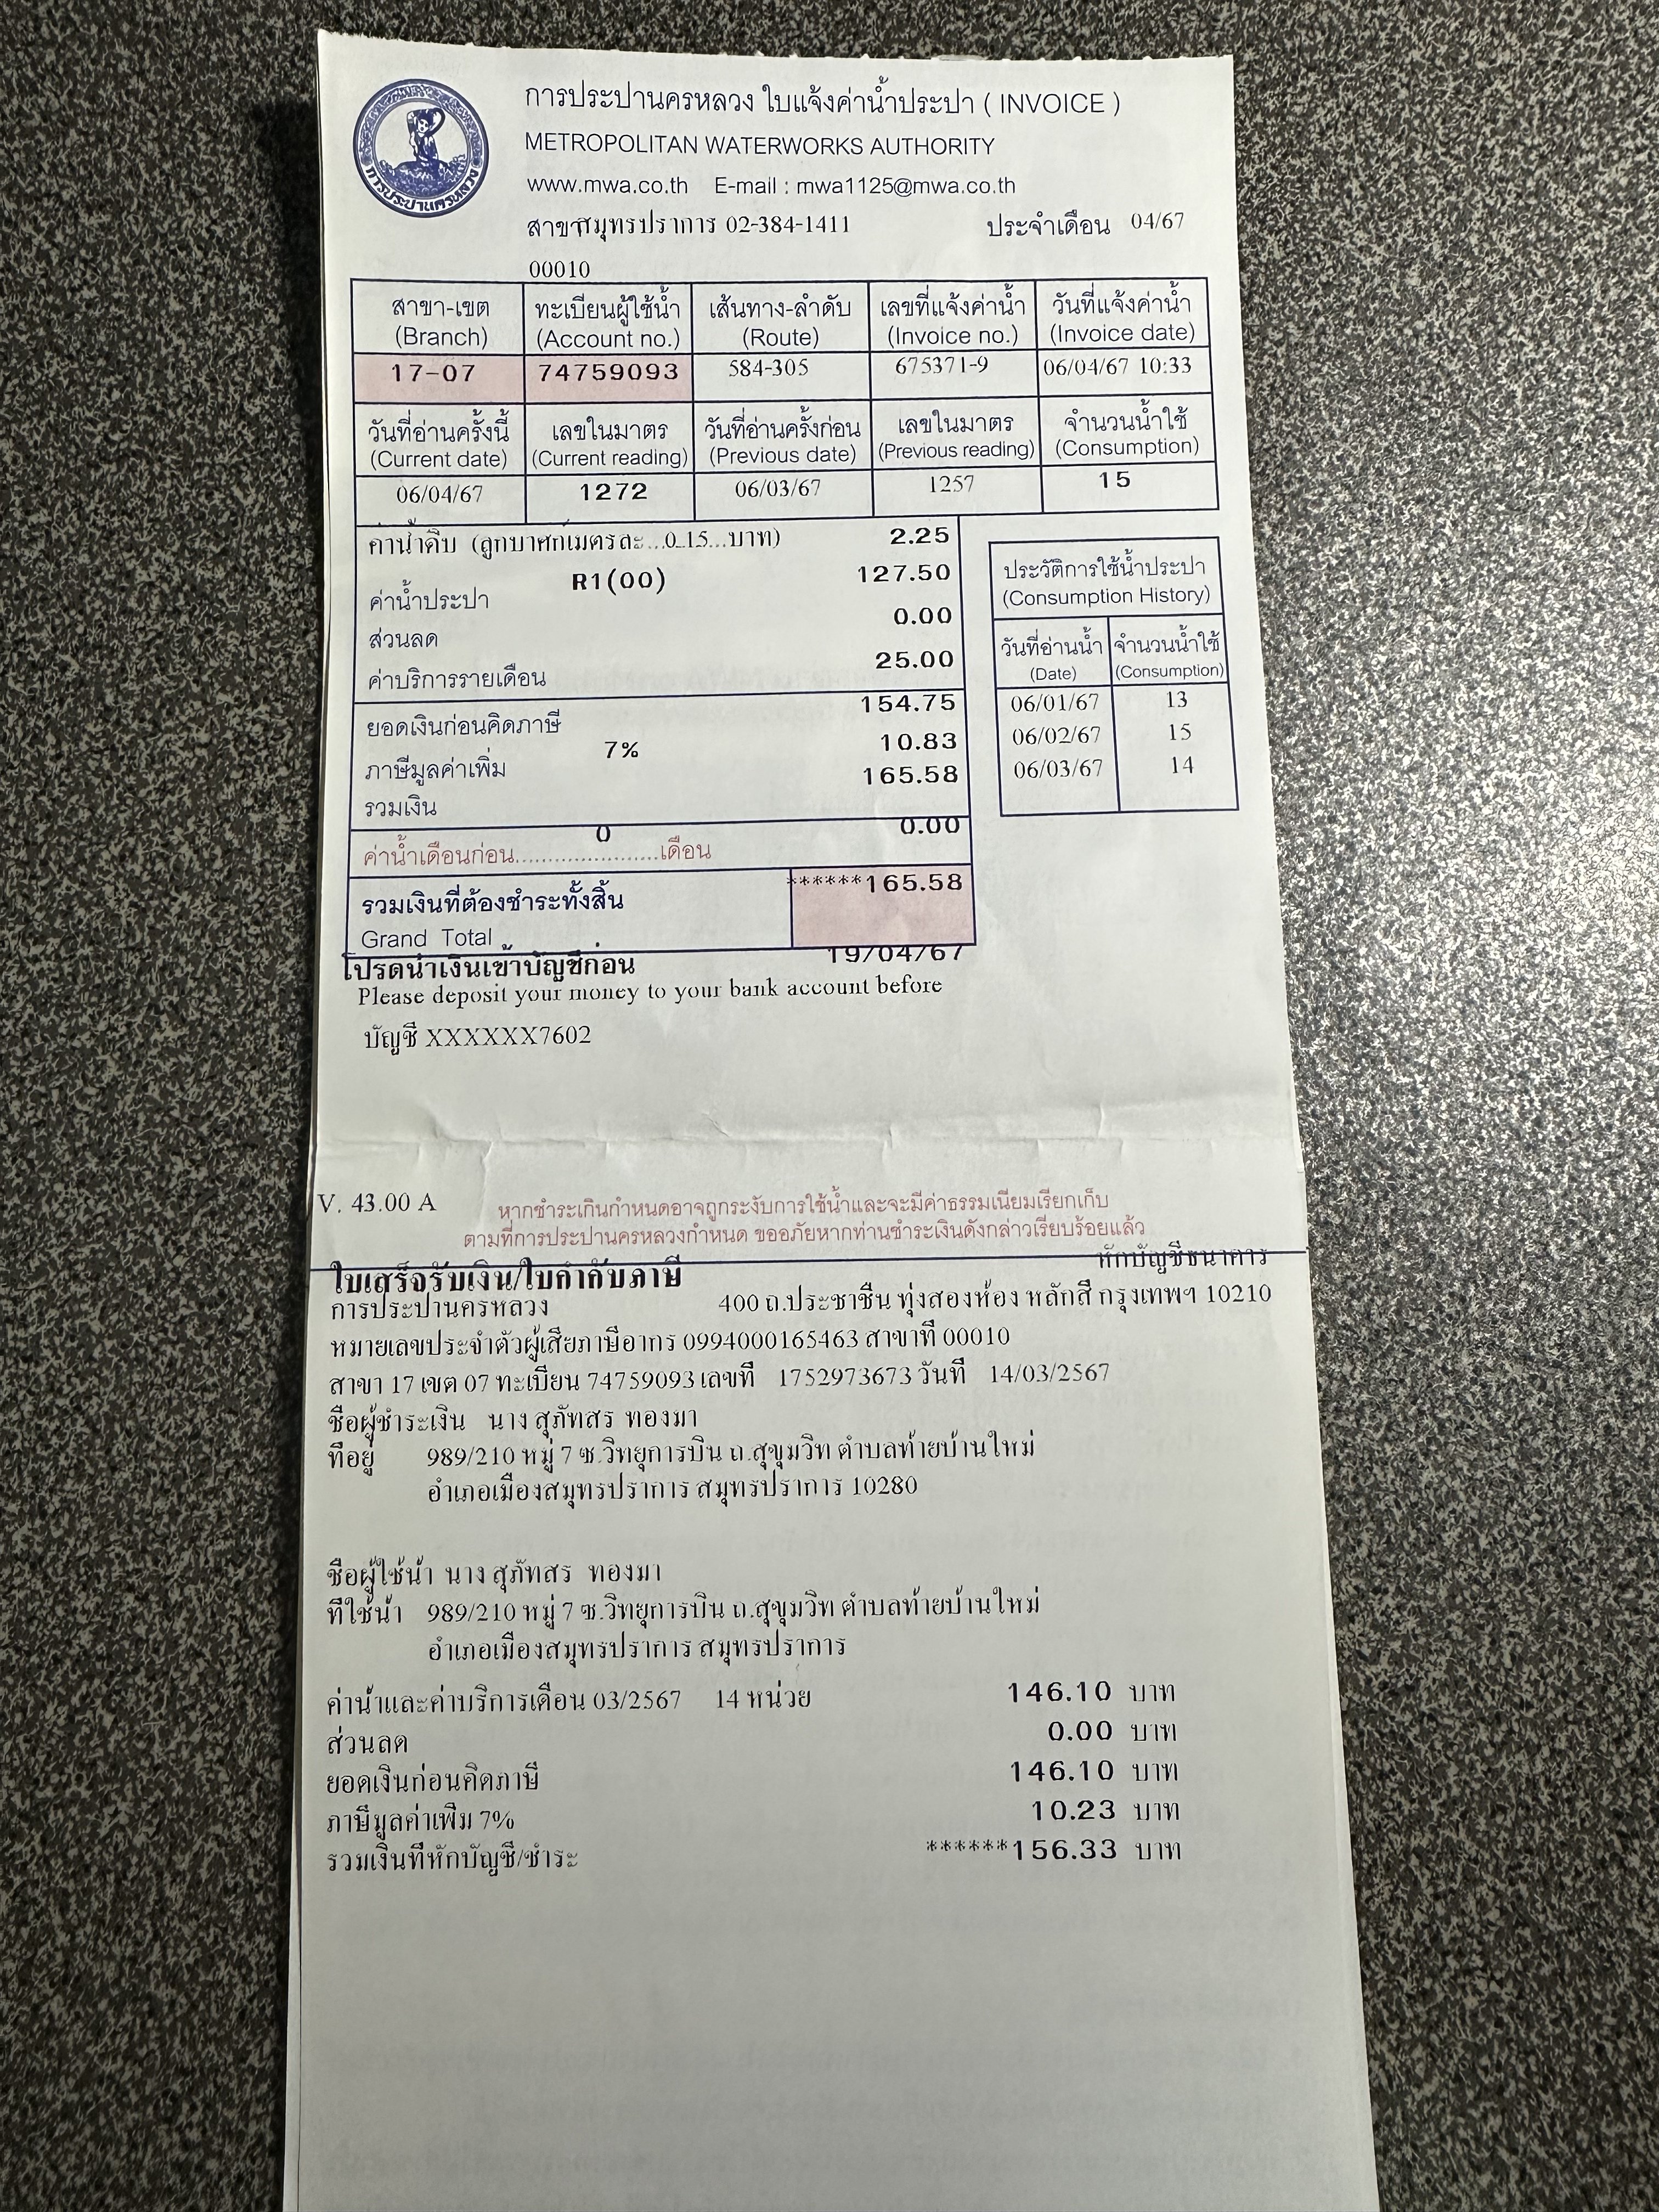 การประปานครหลวง ใบแจ้งค่าน้ำประปา ( INVOICE )
METROPOLITAN WATERWORKS AUTHORITY
www.mwa.co.th E-mail : mwa1125@mwa.co.th
สาขาสมุทรปราการ 02-384-1411 ประจำเดือน 04/67
00010
การประปานครหลวง
สาขา-เขต ทะเบียนผู้ใช้น้ำ เส้นทาง-ลำดับ เลขที่แจ้งค่าน้ำ วันที่แจ้งค่าน้ำ
(Branch) (Account no.) (Route) (Invoice no.) (Invoice date)
17-07 74759093 584-305 675371-9 06/04/67 10:33
วันที่อ่านครั้งนี้ เลขในมาตร วันที่อ่านครั้งก่อน เลขในมาตร จำนวนน้ำใช้
(Current date) (Current reading) (Previous date) (Previous reading) (Consumption)
06/04/67 1272 06/03/67 1257 15
ค่าน้ำดิบ (ลูกบาศก์เมตรละ...0.15...บาท) 2.25
ค่าน้ำประปา R1(00) 127.50
ส่วนลด 0.00
ค่าบริการรายเดือน 25.00
ยอดเงินก่อนคิดภาษี 154.75
ภาษีมูลค่าเพิ่ม 7% 10.83
รวมเงิน 165.58
ค่าน้ำเดือนก่อน......................เดือน 0 0.00
รวมเงินที่ต้องชำระทั้งสิ้น ******165.58
Grand Total
ประวัติการใช้น้ำประปา
(Consumption History)
วันที่อ่านน้ำ จำนวนน้ำใช้
(Date) (Consumption)
06/01/67 13
06/02/67 15
06/03/67 14
โปรดนำเงินเข้าบัญชีก่อน 19/04/67
Please deposit your money to your bank account before
บัญชี XXXXXX7602
V. 43.00 A
หากชำระเกินกำหนดอาจถูกระงับการใช้น้ำและจะมีค่าธรรมเนียมเรียกเก็บ
ตามที่การประปานครหลวงกำหนด ขออภัยหากท่านชำระเงินดังกล่าวเรียบร้อยแล้ว
หักบัญชีธนาคาร
ใบเสร็จรับเงิน/ใบกำกับภาษี
การประปานครหลวง 400 ถ.ประชาชื่น ทุ่งสองห้อง หลักสี่ กรุงเทพฯ 10210
หมายเลขประจำตัวผู้เสียภาษีอากร 0994000165463 สาขาที่ 00010
สาขา 17 เขต 07 ทะเบียน 74759093 เลขที่ 1752973673 วันที่ 14/03/2567
ชื่อผู้ชำระเงิน นาง สุภัทสร ทองมา
ที่อยู่ 989/210 หมู่ 7 ซ.วิทยุการบิน ถ.สุขุมวิท ตำบลท้ายบ้านใหม่
อำเภอเมืองสมุทรปราการ สมุทรปราการ 10280
ชื่อผู้ใช้น้ำ นาง สุภัทสร ทองมา
ที่ใช้น้ำ 989/210 หมู่ 7 ซ.วิทยุการบิน ถ.สุขุมวิท ตำบลท้ายบ้านใหม่
อำเภอเมืองสมุทรปราการ สมุทรปราการ
ค่าน้ำและค่าบริการเดือน 03/2567 14 หน่วย 146.10 บาท
ส่วนลด 0.00 บาท
ยอดเงินก่อนคิดภาษี 146.10 บาท
ภาษีมูลค่าเพิ่ม 7% 10.23 บาท
รวมเงินที่หักบัญชี/ชำระ ******156.33 บาท